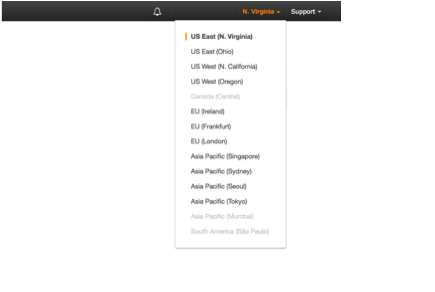 N. Virginia Support
US East (N. Virginia)
US East (Ohio)
US West (N. California)
US West (Oregon)
Canada (Central)
EU (Ireland)
EU (Frankfurt)
EU (London)
Asia Pacific (Singapore)
Asia Pacific (Sydney)
Asia Pacific (Seoul)
Asia Pacific (Tokyo)
Asia Pacific (Mumbai)
South America (São Paulo)